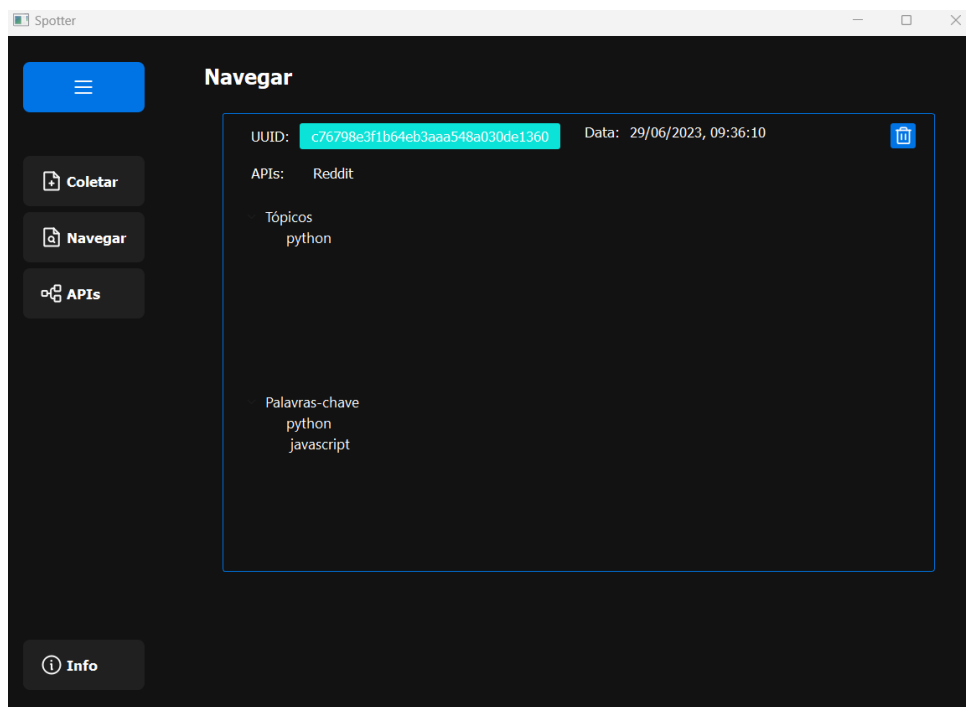 Spotter
Navegar
UUID: c76798e3f1b64eb3aaa548a030de1360 Data: 29/06/2023, 09:36:10
APIs: Reddit
Coletar
Navegar
APIs
Tópicos
python
Palavras-chave
python
javascript
Info